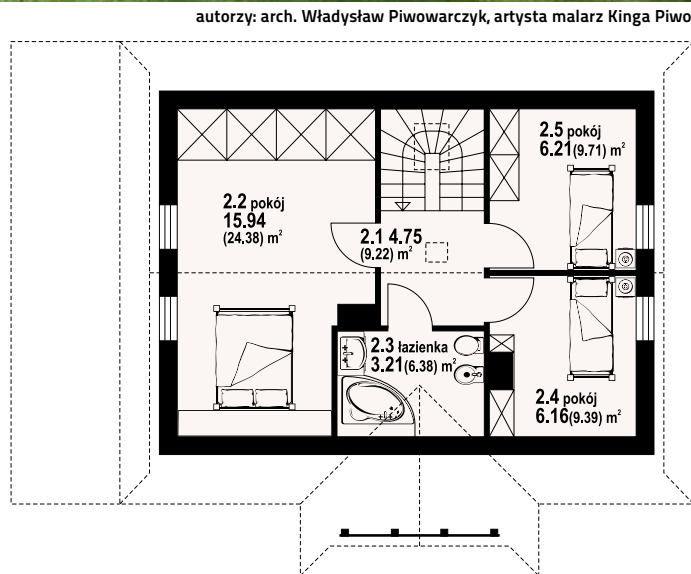 autorzy: arch. Władysław Piwowarczyk, artysta malarz Kinga Piwo
2.5 pokój
6.21(9.71) m²
2.2 pokój
15.94
(24.38) m²
2.1 4.75
(9.22) m²
2.3 łazienka
3.21(6.38) m²
2.4 pokój
6.16(9.39) m²